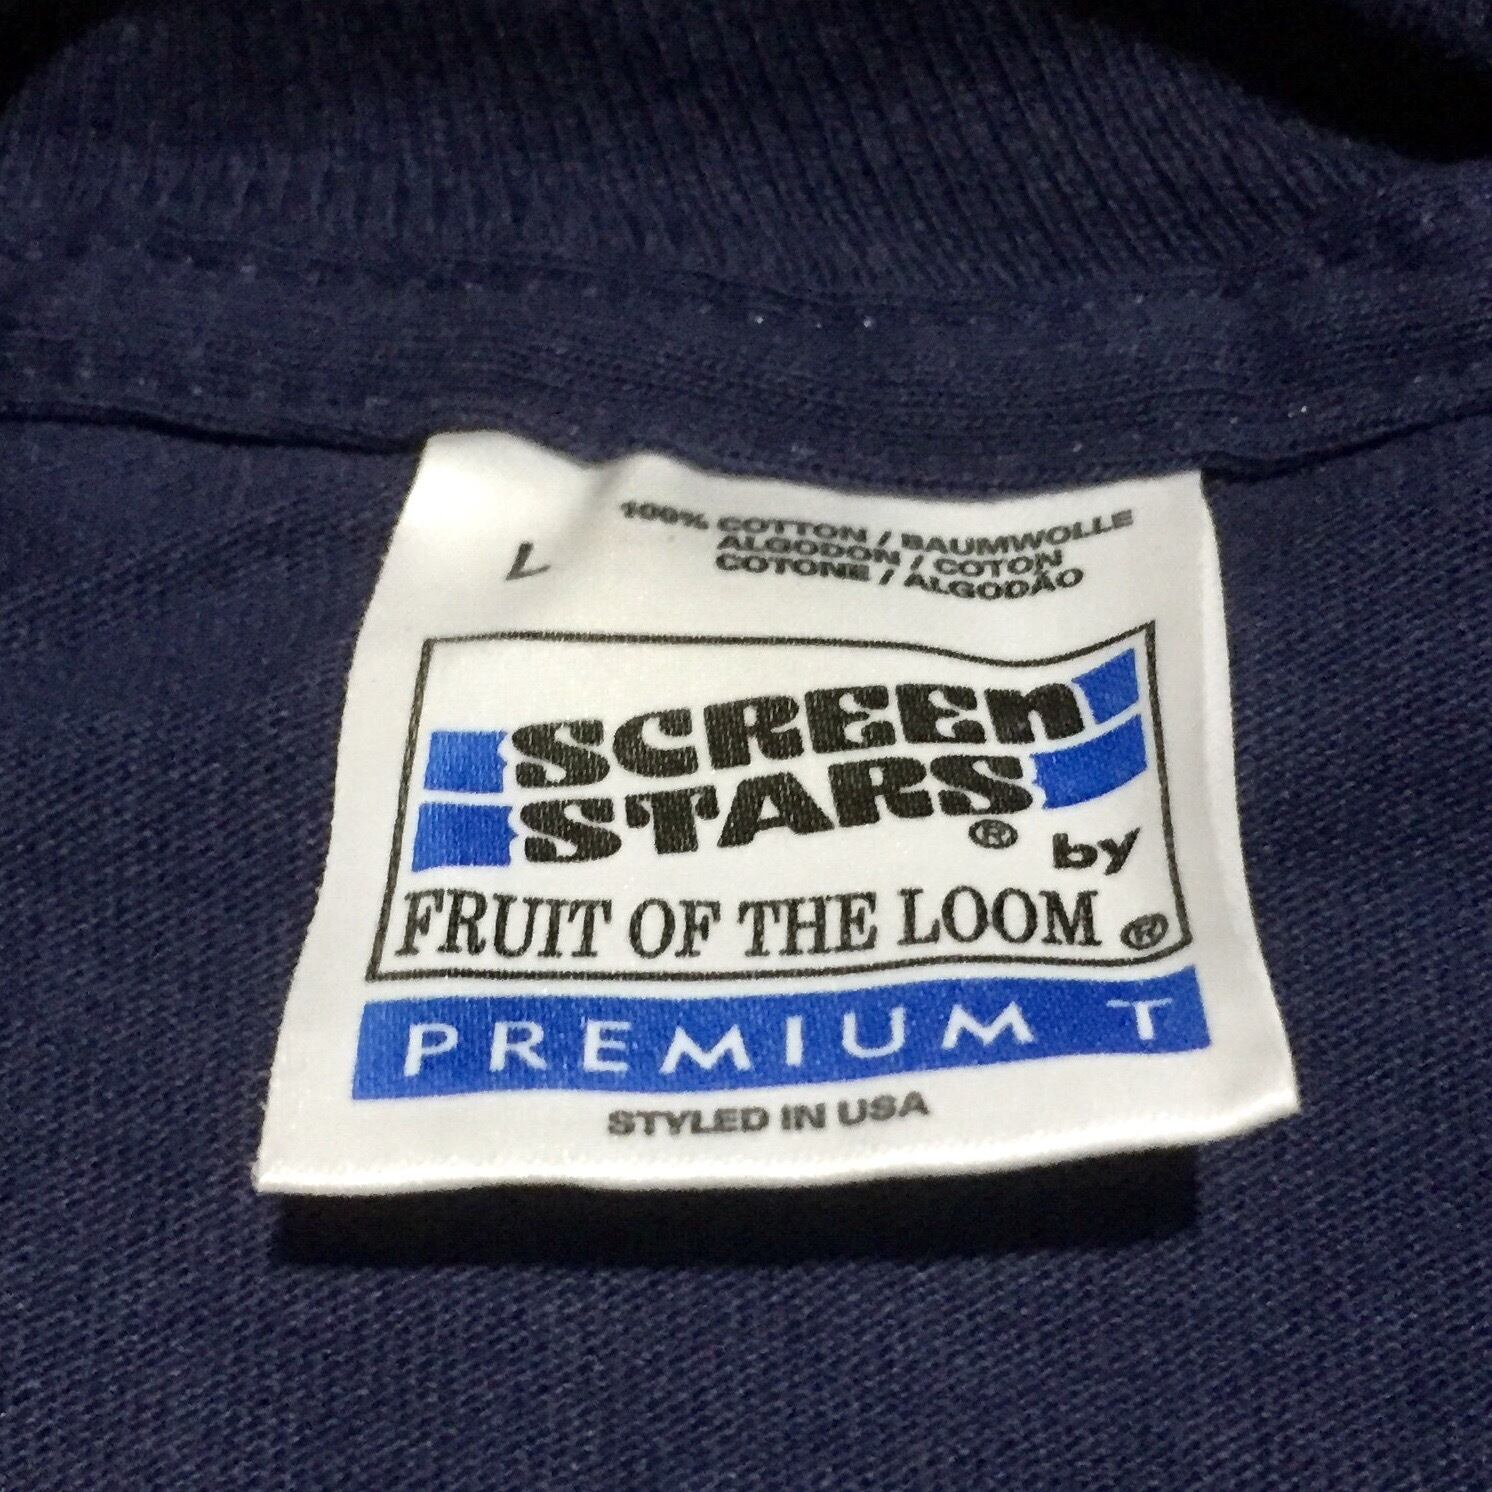 L
100% COTTON / BAUMWOLLE
ALGODON / COTON
COTONE / ALGODÃO
SCREEn
STARS® by
FRUIT OF THE LOOM®
PREMIUM T
STYLED IN USA